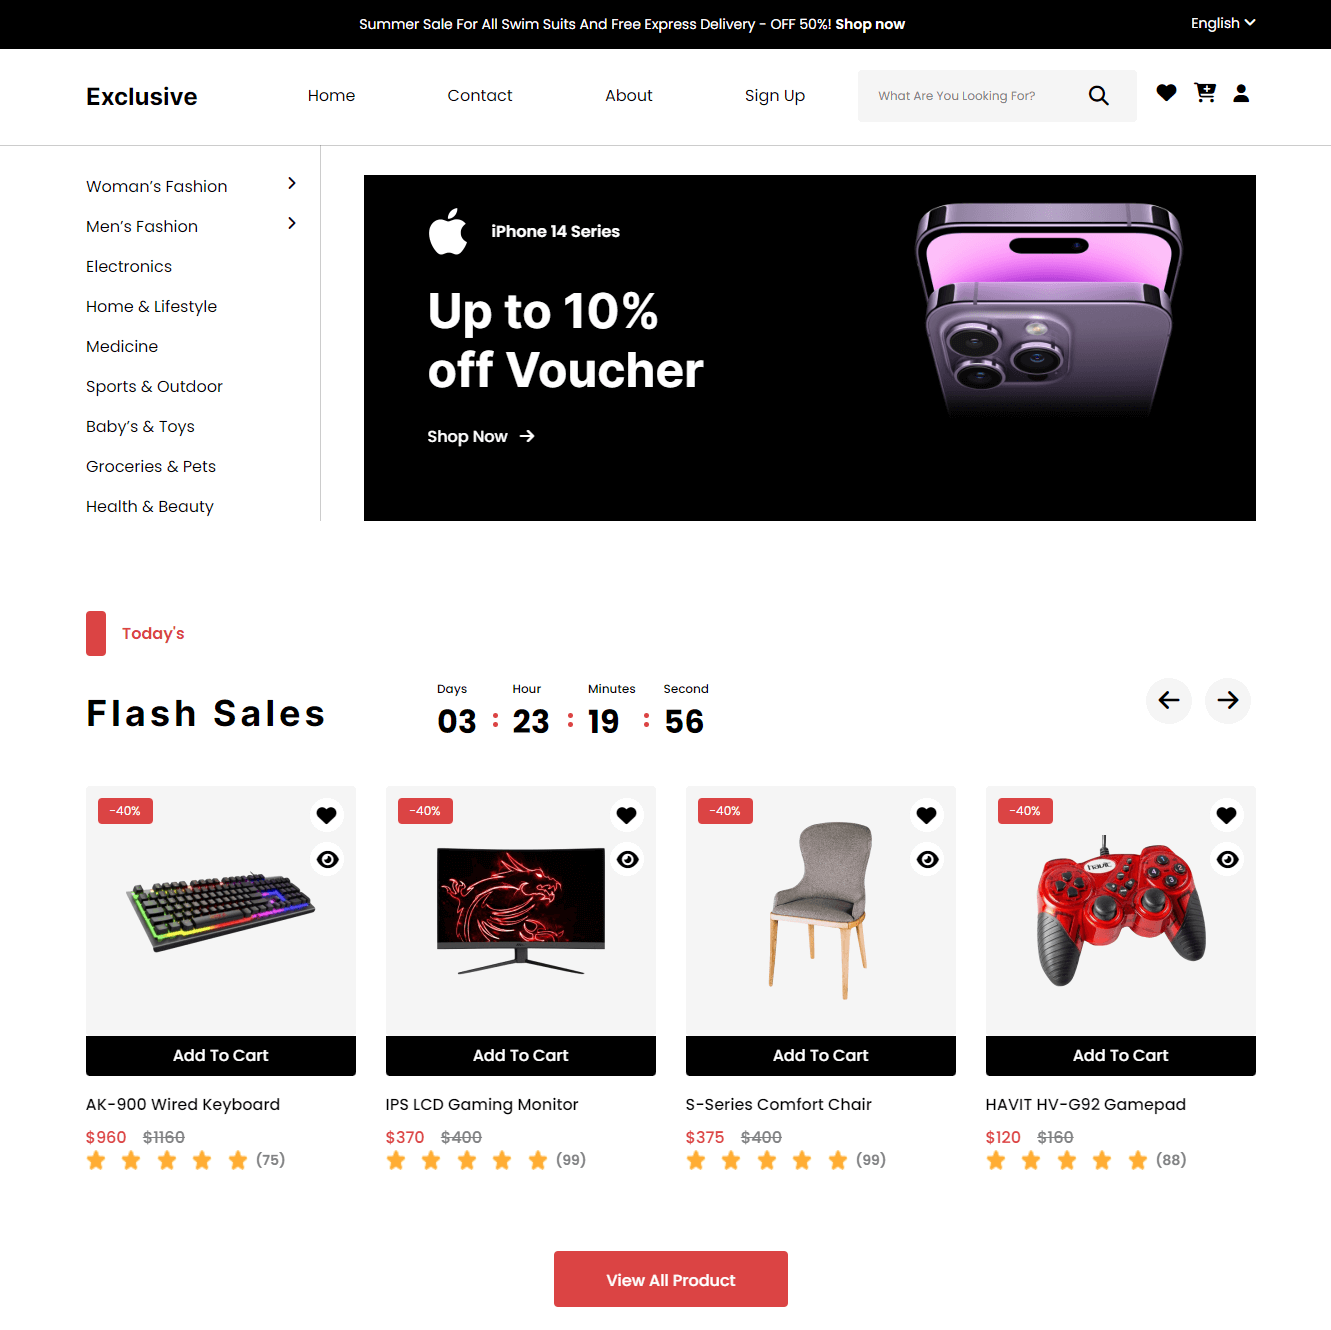 Summer Sale For All Swim Suits And Free Express Delivery - OFF 50%! Shop now
English
Exclusive
Home
Contact
About
Sign Up
What Are You Looking For?
Woman’s Fashion
Men’s Fashion
Electronics
Home & Lifestyle
Medicine
Sports & Outdoor
Baby’s & Toys
Groceries & Pets
Health & Beauty
iPhone 14 Series
Up to 10%
off Voucher
Shop Now
Today's
Flash Sales
Days
Hour
Minutes
Second
03 : 23 : 19 : 56
-40%
Add To Cart
AK-900 Wired Keyboard
$960 $1160
(75)
-40%
Add To Cart
IPS LCD Gaming Monitor
$370 $400
(99)
-40%
Add To Cart
S-Series Comfort Chair
$375 $400
(99)
-40%
havit
Add To Cart
HAVIT HV-G92 Gamepad
$120 $160
(88)
View All Product